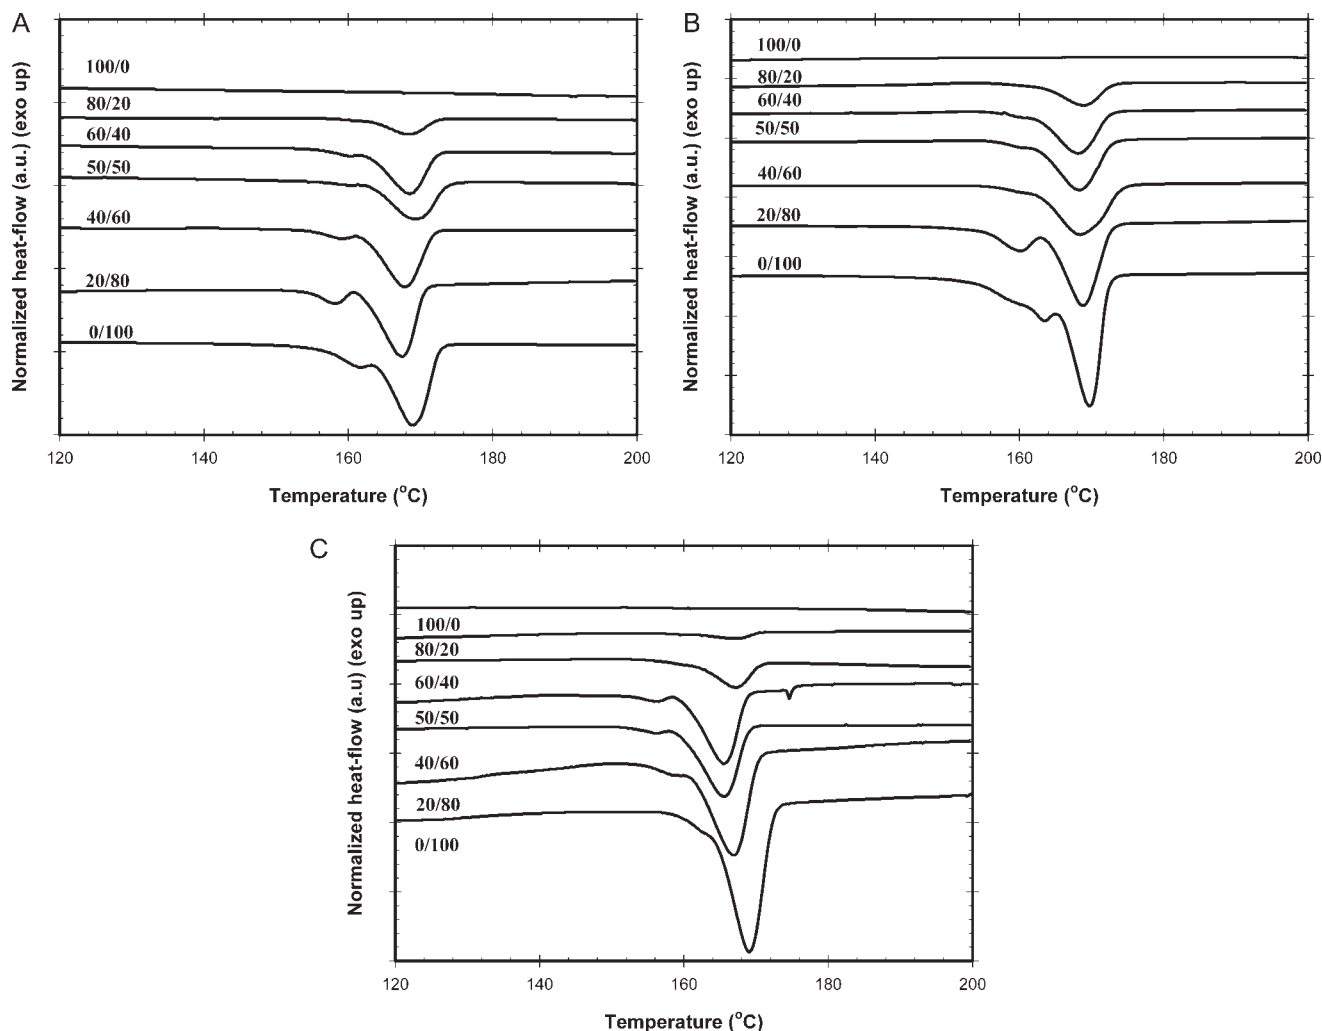 A
Normalized heat-flow (a.u.) (exo up)
100/0
80/20
60/40
50/50
40/60
20/80
0/100
120 140 160 180 200
Temperature (°C)
B
Normalized heat-flow (a.u.) (exo up)
100/0
80/20
60/40
50/50
40/60
20/80
0/100
120 140 160 180 200
Temperature (°C)
C
Normalized heat-flow (a.u) (exo up)
100/0
80/20
60/40
50/50
40/60
20/80
0/100
120 140 160 180 200
Temperature (°C)